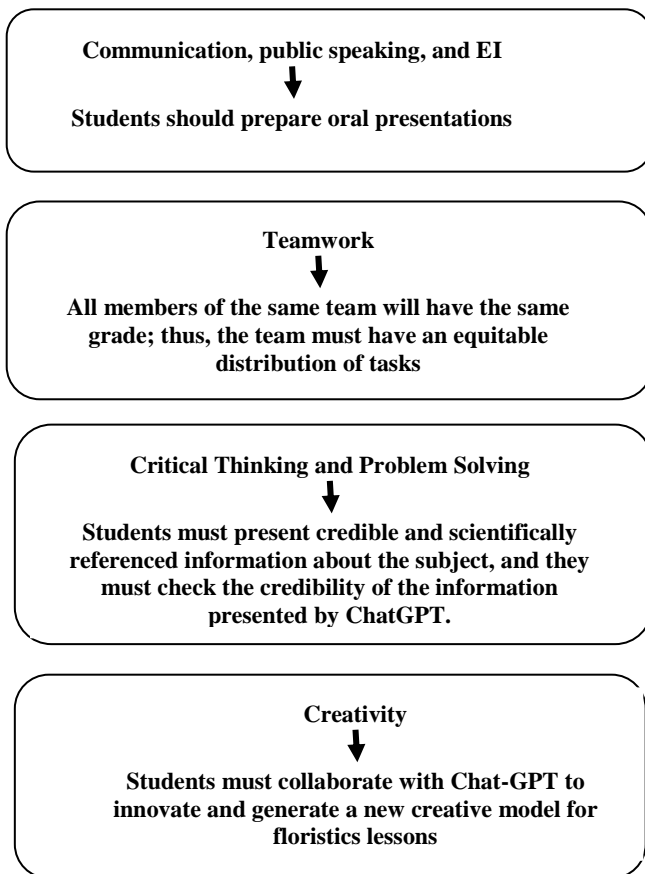 Communication, public speaking, and EI
Students should prepare oral presentations
Teamwork
All members of the same team will have the same
grade; thus, the team must have an equitable
distribution of tasks
Critical Thinking and Problem Solving
Students must present credible and scientifically
referenced information about the subject, and they
must check the credibility of the information
presented by ChatGPT.
Creativity
Students must collaborate with Chat-GPT to
innovate and generate a new creative model for
floristics lessons